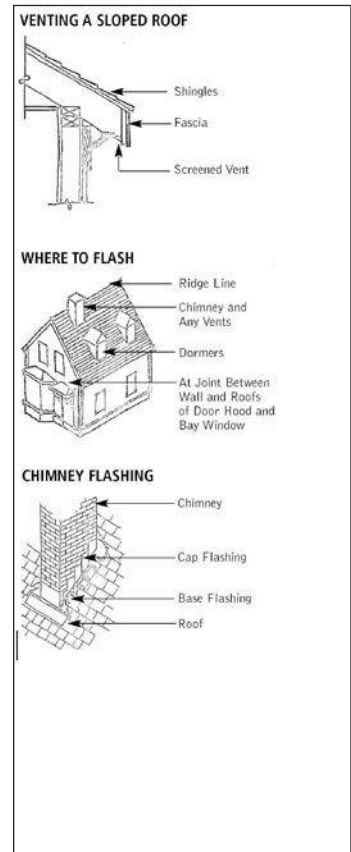 VENTING A SLOPED ROOF
Shingles
Fascia
Screened Vent
WHERE TO FLASH
Ridge Line
Chimney and
Any Vents
Dormers
At Joint Between
Wall and Roofs
of Door Hood and
Bay Window
CHIMNEY FLASHING
Chimney
Cap Flashing
Base Flashing
Roof